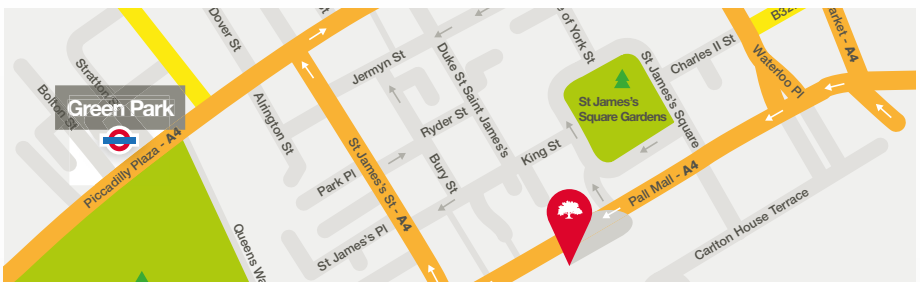 Dover St
B32
Stratton
Bolton St
Green Park
Piccadilly Plaza - A4
Alrington St
Jermyn St
Duke St Saint James's
Ryder St
Bury St
King St
Park Pl
St James's St - A4
St James's Pl
Queens Wa
e of York St
St James's
Square Gardens
St James's Square
Charles II St
Waterloo Pl
arket - A4
Pall Mall - A4
Carlton House Terrace